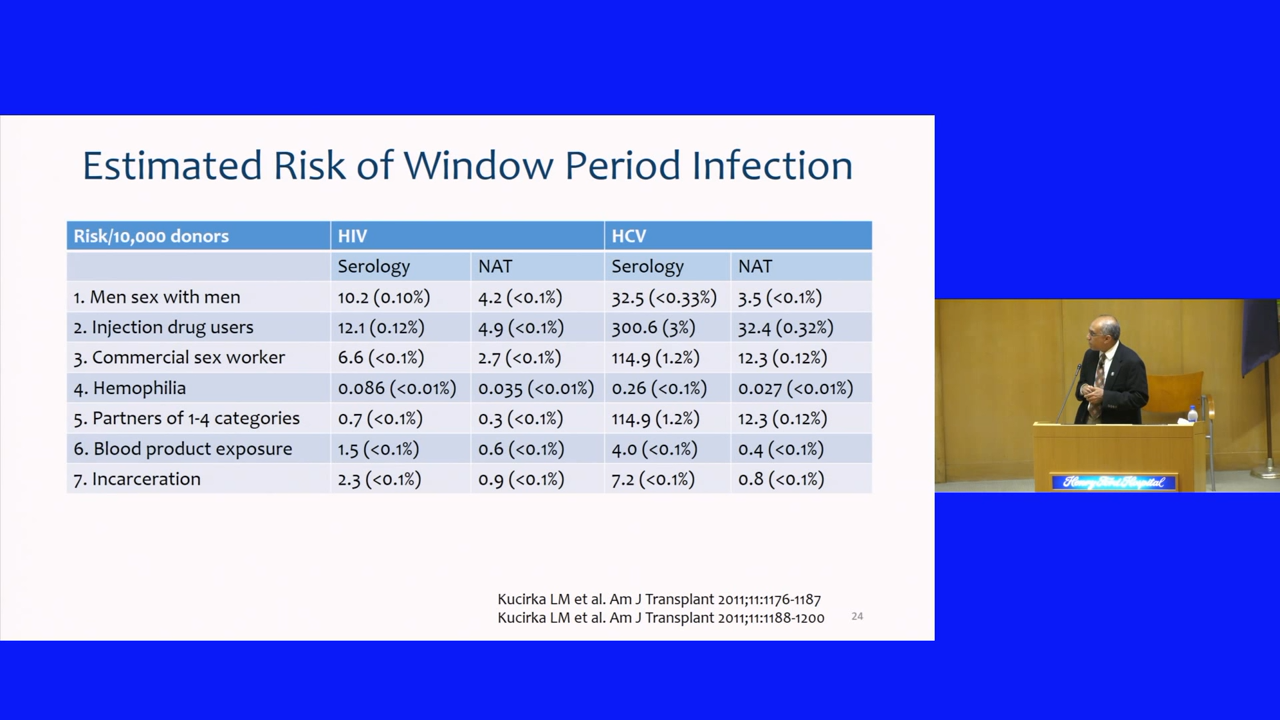 Estimated Risk of Window Period Infection
Risk/10,000 donors HIV HCV
Serology NAT Serology NAT
1. Men sex with men 10.2 (0.10%) 4.2 (<0.1%) 32.5 (<0.33%) 3.5 (<0.1%)
2. Injection drug users 12.1 (0.12%) 4.9 (<0.1%) 300.6 (3%) 32.4 (0.32%)
3. Commercial sex worker 6.6 (<0.1%) 2.7 (<0.1%) 114.9 (1.2%) 12.3 (0.12%)
4. Hemophilia 0.086 (<0.01%) 0.035 (<0.01%) 0.26 (<0.1%) 0.027 (<0.01%)
5. Partners of 1-4 categories 0.7 (<0.1%) 0.3 (<0.1%) 114.9 (1.2%) 12.3 (0.12%)
6. Blood product exposure 1.5 (<0.1%) 0.6 (<0.1%) 4.0 (<0.1%) 0.4 (<0.1%)
7. Incarceration 2.3 (<0.1%) 0.9 (<0.1%) 7.2 (<0.1%) 0.8 (<0.1%)
Kucirka LM et al. Am J Transplant 2011;11:1176-1187
Kucirka LM et al. Am J Transplant 2011;11:1188-1200
24
Henry Ford Hospital